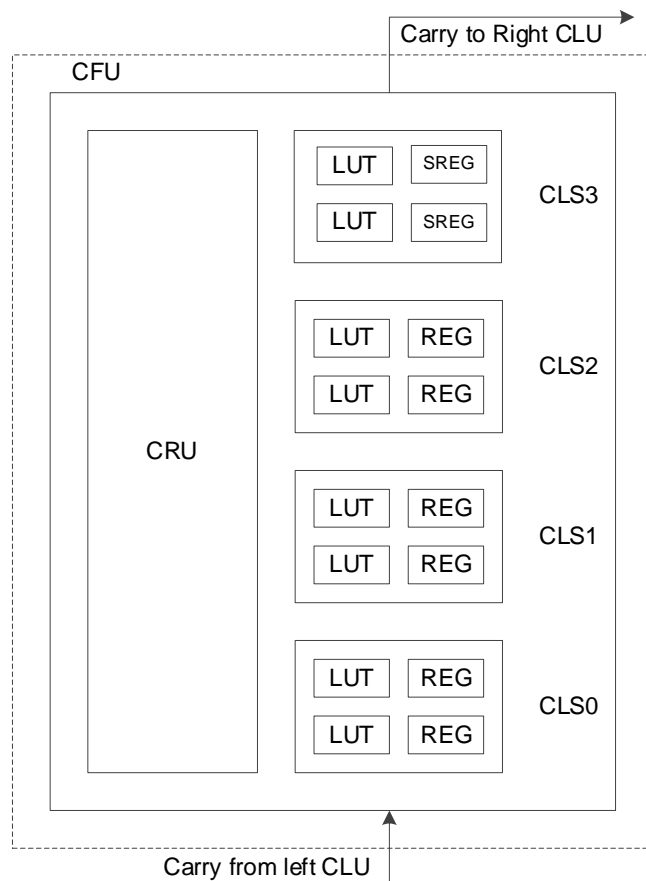 Carry to Right CLU
CFU
LUT SREG
CLS3
LUT SREG
LUT REG
CLS2
LUT REG
CRU
LUT REG
CLS1
LUT REG
LUT REG
CLS0
LUT REG
Carry from left CLU